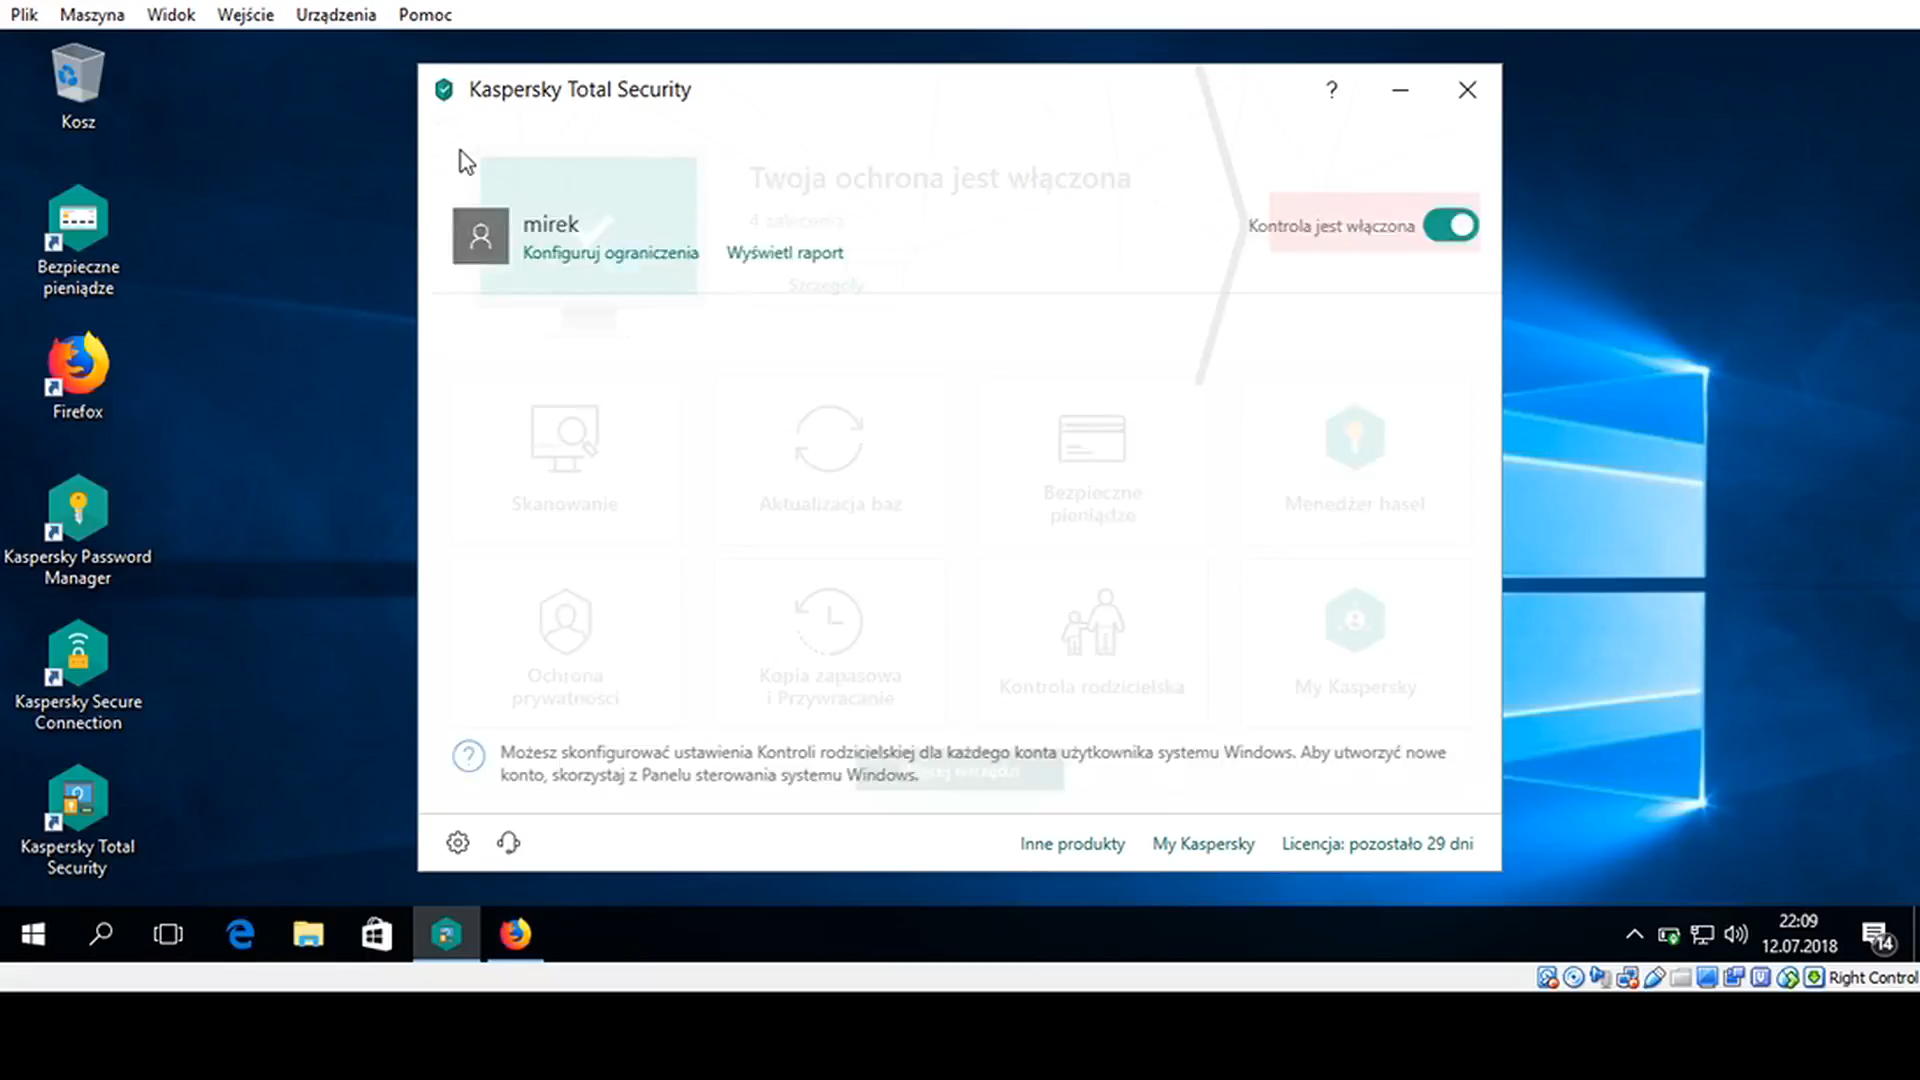 Plik Maszyna Widok Wejście Urządzenia Pomoc
Kosz
Bezpieczne
pieniądze
Firefox
Kaspersky Password
Manager
Kaspersky Secure
Connection
Kaspersky Total
Security
Kaspersky Total Security
?
Twoja ochrona jest włączona
4 zalecenia
mirek
Konfiguruj ograniczenia Wyświetl raport
Kontrola jest włączona
Szczegóły
Skanowanie
Aktualizacja baz
Bezpieczne
pieniądze
Menedżer haseł
Ochrona
prywatności
Kopia zapasowa
i Przywracanie
Kontrola rodzicielska
My Kaspersky
Możesz skonfigurować ustawienia Kontroli rodzicielskiej dla każdego konta użytkownika systemu Windows. Aby utworzyć nowe
konto, skorzystaj z Panelu sterowania systemu Windows.
Inne produkty My Kaspersky Licencja: pozostało 29 dni
22:09
12.07.2018
14
Right Control